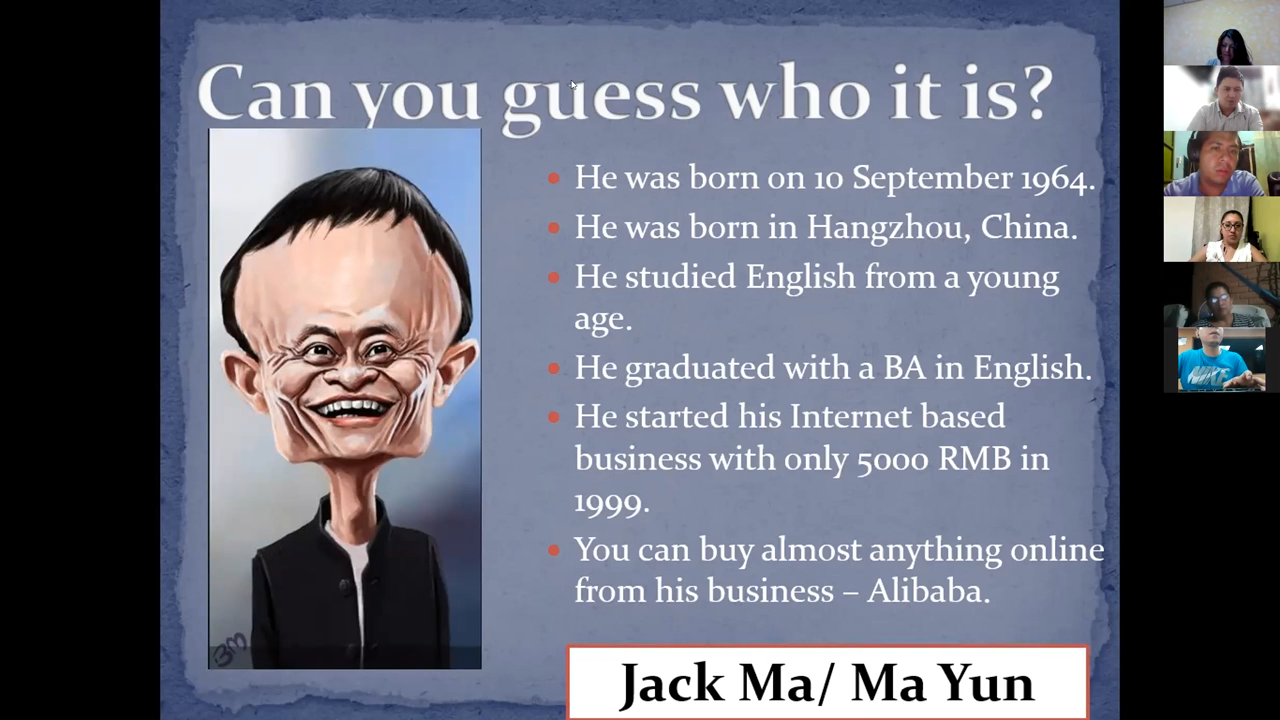 Can you guess who it is?
He was born on 10 September 1964.
He was born in Hangzhou, China.
He studied English from a young
age.
He graduated with a BA in English.
He started his Internet based
business with only 5000 RMB in
1999.
You can buy almost anything online
from his business – Alibaba.
BM
Jack Ma/ Ma Yun
NIKE